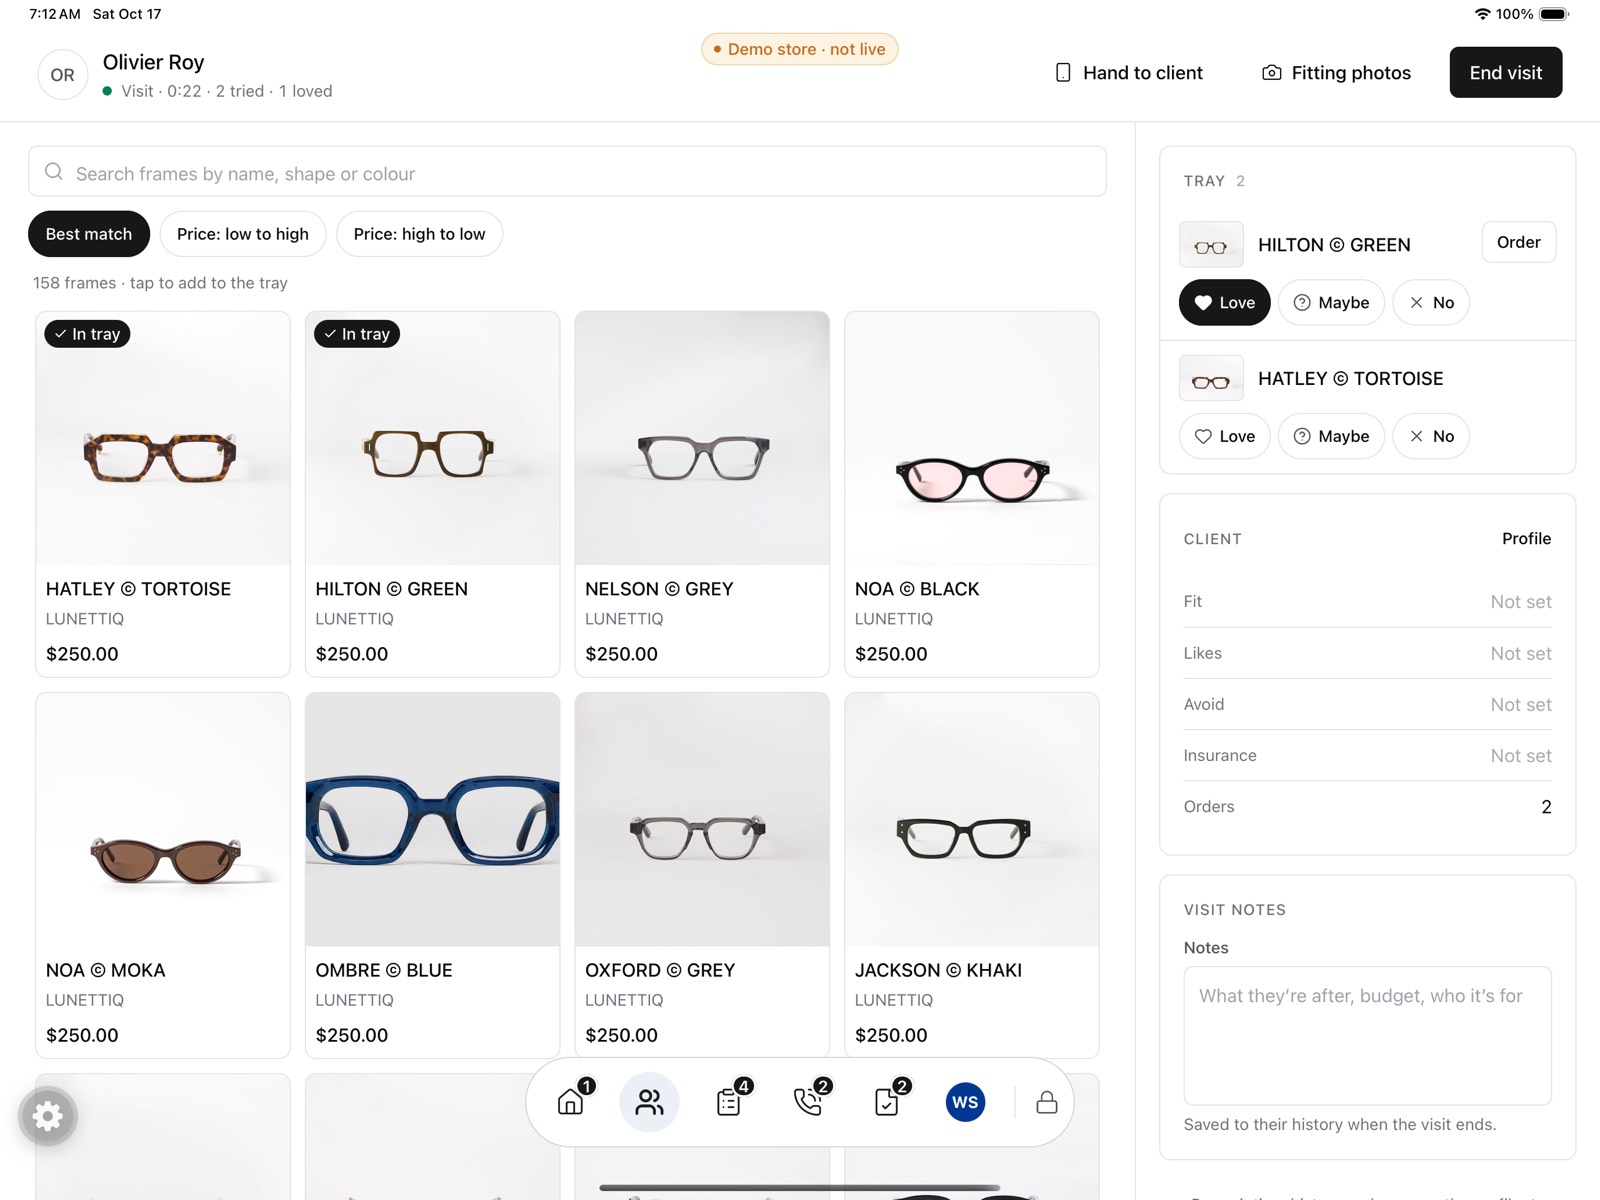 7:12 AM Sat Oct 17
100%
OR
Olivier Roy
Visit · 0:22 · 2 tried · 1 loved
Demo store · not live
Hand to client
Fitting photos
End visit
Search frames by name, shape or colour
Best match
Price: low to high
Price: high to low
158 frames · tap to add to the tray
In tray
HATLEY © TORTOISE
LUNETTIQ
$250.00
In tray
HILTON © GREEN
LUNETTIQ
$250.00
NELSON © GREY
LUNETTIQ
$250.00
NOA © BLACK
LUNETTIQ
$250.00
NOA © MOKA
LUNETTIQ
$250.00
OMBRE © BLUE
LUNETTIQ
$250.00
OXFORD © GREY
LUNETTIQ
$250.00
JACKSON © KHAKI
LUNETTIQ
$250.00
TRAY 2
HILTON © GREEN
Order
Love
Maybe
No
HATLEY © TORTOISE
Love
Maybe
No
CLIENT
Profile
Fit
Not set
Likes
Not set
Avoid
Not set
Insurance
Not set
Orders
2
VISIT NOTES
Notes
What they're after, budget, who it's for
Saved to their history when the visit ends.
1
4
2
2
WS